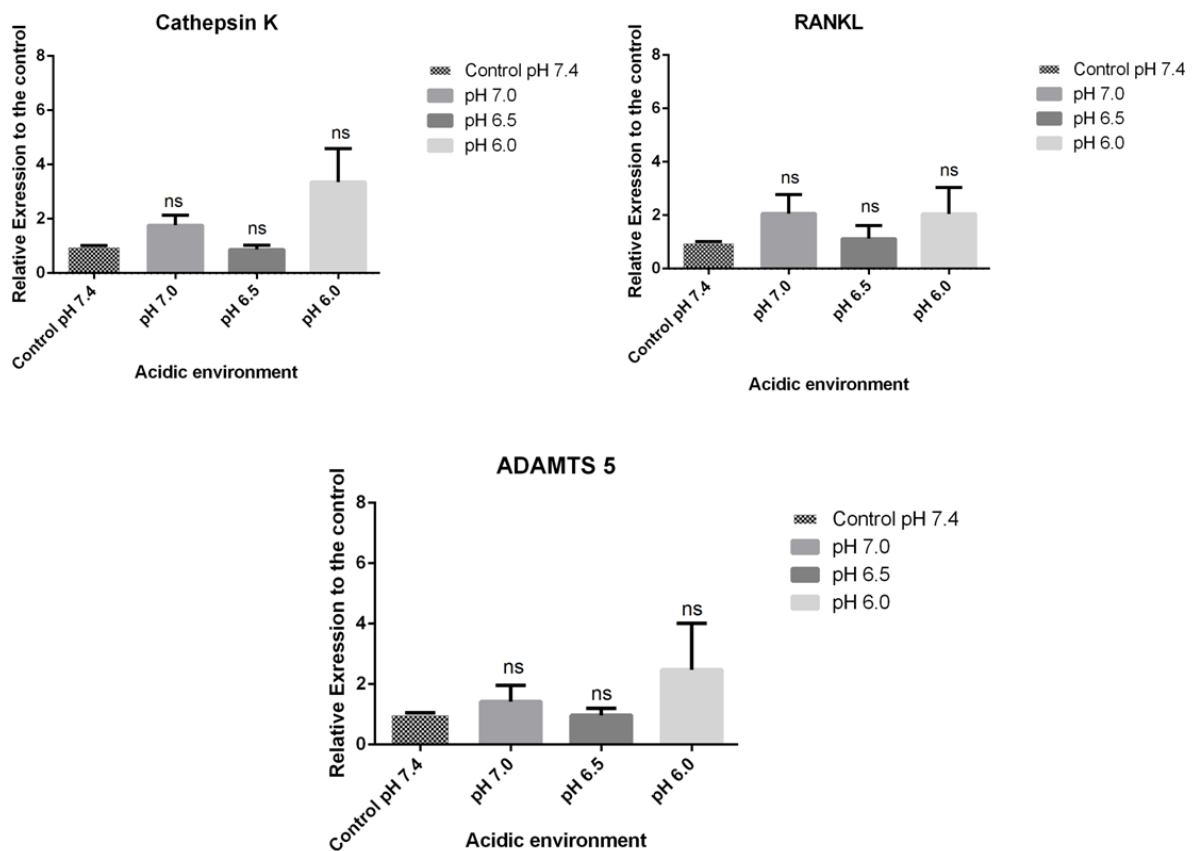 Cathepsin K
Relative Exression to the control
8
6
4
2
0
ns
ns
ns
Control pH 7.4
pH 7.0
pH 6.5
pH 6.0
Acidic environment
Control pH 7.4
pH 7.0
pH 6.5
pH 6.0
RANKL
Relative Exression to the control
8
6
4
2
0
ns
ns
ns
Control pH 7.4
pH 7.0
pH 6.5
pH 6.0
Acidic environment
Control pH 7.4
pH 7.0
pH 6.5
pH 6.0
ADAMTS 5
Relative Exression to the control
8
6
4
2
0
ns
ns
ns
Control pH 7.4
pH 7.0
pH 6.5
pH 6.0
Acidic environment
Control pH 7.4
pH 7.0
pH 6.5
pH 6.0